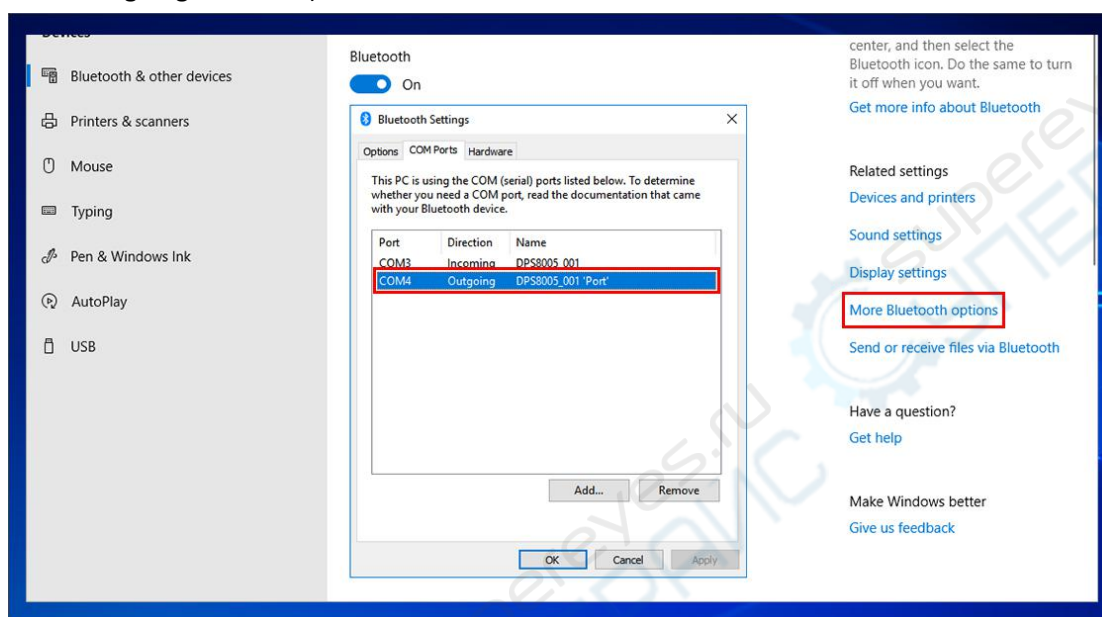 Bluetooth & other devices
Printers & scanners
Mouse
Typing
Pen & Windows Ink
AutoPlay
USB
Bluetooth
On
Bluetooth Settings
Options COM Ports Hardware
This PC is using the COM (serial) ports listed below. To determine
whether you need a COM port, read the documentation that came
with your Bluetooth device.
Port Direction Name
COM3 Incoming DPS8005_001
COM4 Outgoing DPS8005_001 'Port'
Add... Remove
OK Cancel Apply
center, and then select the
Bluetooth icon. Do the same to turn
it off when you want.
Get more info about Bluetooth
Related settings
Devices and printers
Sound settings
Display settings
More Bluetooth options
Send or receive files via Bluetooth
Have a question?
Get help
Make Windows better
Give us feedback